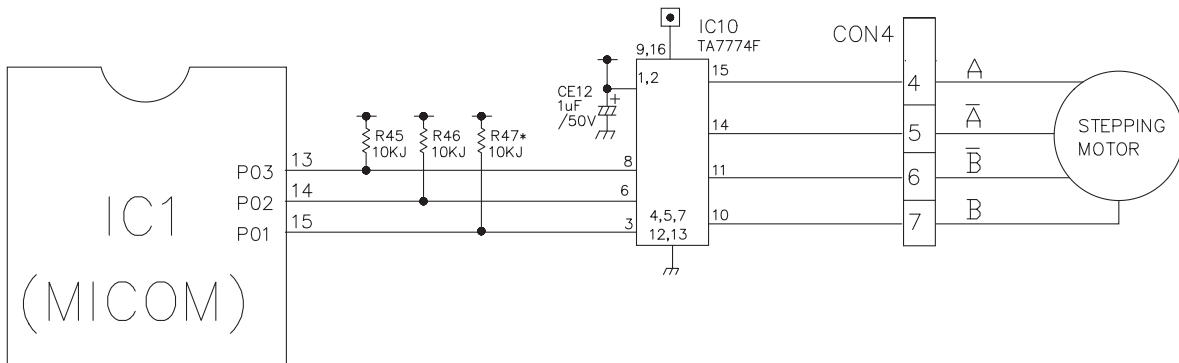 IC10
TA7774F
CON4
9,16
1,2
15
4
A
CE12
1uF
/50V
+
R45
10KJ
R46
10KJ
R47*
10KJ
14
5
A̅
STEPPING
MOTOR
P03
13
8
11
6
B̅
P02
14
6
IC1
P01
15
3
4,5,7
12,13
10
7
B
(MICOM)